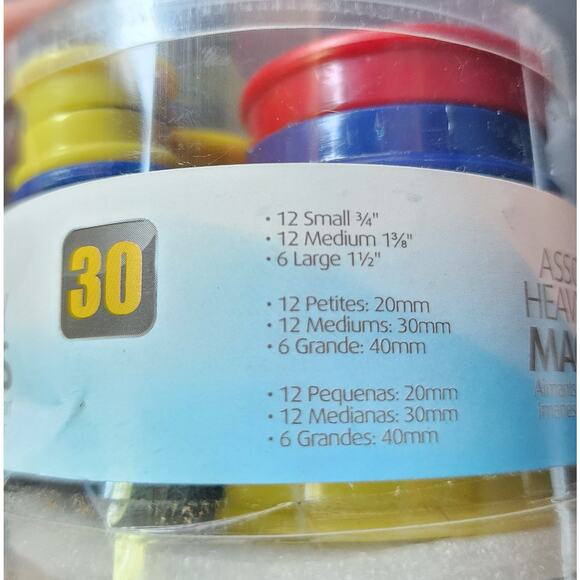 30
• 12 Small ¾"
• 12 Medium 1⅜"
• 6 Large 1½"
• 12 Petites: 20mm
• 12 Mediums: 30mm
• 6 Grande: 40mm
• 12 Pequenas: 20mm
• 12 Medianas: 30mm
• 6 Grandes: 40mm